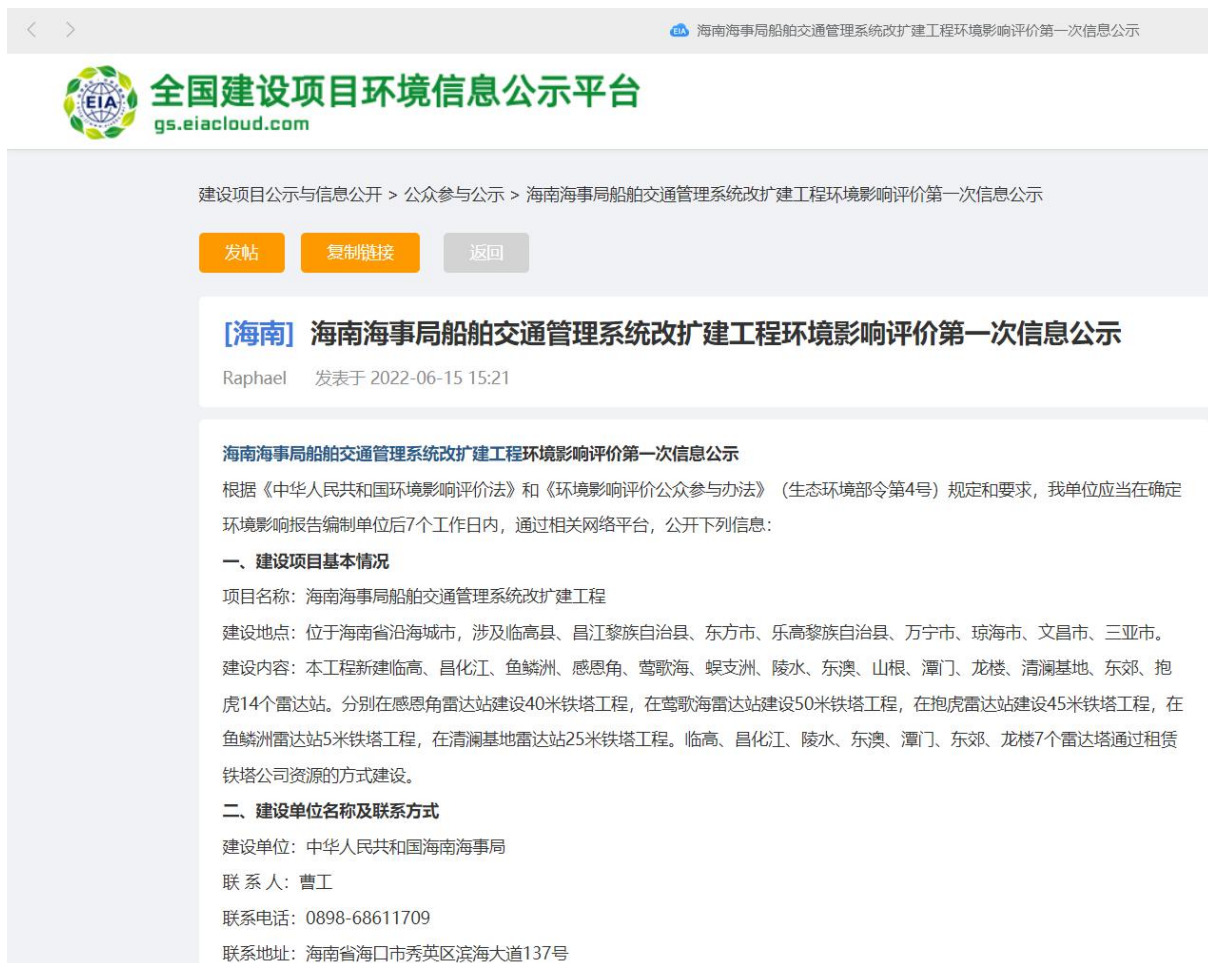 海南海事局船舶交通管理系统改扩建工程环境影响评价第一次信息公示
EIA
全国建设项目环境信息公示平台
gs.eiacloud.com
建设项目公示与信息公开 > 公众参与公示 > 海南海事局船舶交通管理系统改扩建工程环境影响评价第一次信息公示
发帖 复制链接 返回
[海南] 海南海事局船舶交通管理系统改扩建工程环境影响评价第一次信息公示
Raphael 发表于 2022-06-15 15:21
海南海事局船舶交通管理系统改扩建工程环境影响评价第一次信息公示
根据《中华人民共和国环境影响评价法》和《环境影响评价公众参与办法》（生态环境部令第4号）规定和要求，我单位应当在确定
环境影响报告编制单位后7个工作日内，通过相关网络平台，公开下列信息：
一、建设项目基本情况
项目名称：海南海事局船舶交通管理系统改扩建工程
建设地点：位于海南省沿海城市，涉及临高县、昌江黎族自治县、东方市、乐高黎族自治县、万宁市、琼海市、文昌市、三亚市。
建设内容：本工程新建临高、昌化江、鱼鳞洲、感恩角、莺歌海、蜈支洲、陵水、东澳、山根、潭门、龙楼、清澜基地、东郊、抱
虎14个雷达站。分别在感恩角雷达站建设40米铁塔工程，在莺歌海雷达站建设50米铁塔工程，在抱虎雷达站建设45米铁塔工程，在
鱼鳞洲雷达站5米铁塔工程，在清澜基地雷达站25米铁塔工程。临高、昌化江、陵水、东澳、潭门、东郊、龙楼7个雷达塔通过租赁
铁塔公司资源的方式建设。
二、建设单位名称及联系方式
建设单位：中华人民共和国海南海事局
联 系 人：曹工
联系电话：0898-68611709
联系地址：海南省海口市秀英区滨海大道137号